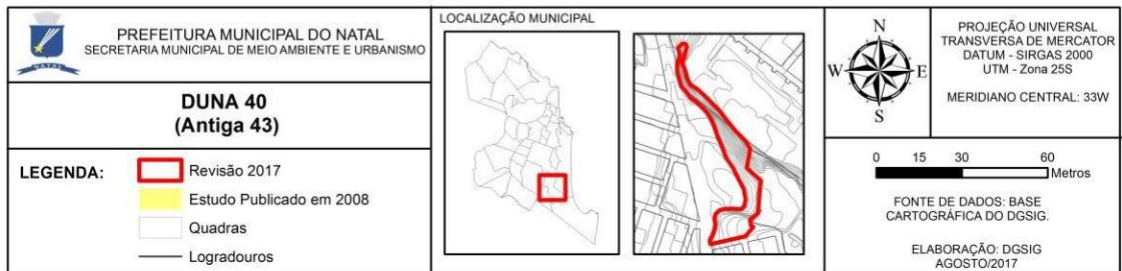 PREFEITURA MUNICIPAL DO NATAL
SECRETARIA MUNICIPAL DE MEIO AMBIENTE E URBANISMO
NATAL
DUNA 40
(Antiga 43)
LEGENDA:
Revisão 2017
Estudo Publicado em 2008
Quadras
Logradouros
LOCALIZAÇÃO MUNICIPAL
N
W E
S
PROJEÇÃO UNIVERSAL
TRANSVERSA DE MERCATOR
DATUM - SIRGAS 2000
UTM - Zona 25S
MERIDIANO CENTRAL: 33W
0 15 30 60
Metros
FONTE DE DADOS: BASE
CARTOGRÁFICA DO DGSIG.
ELABORAÇÃO: DGSIG
AGOSTO/2017